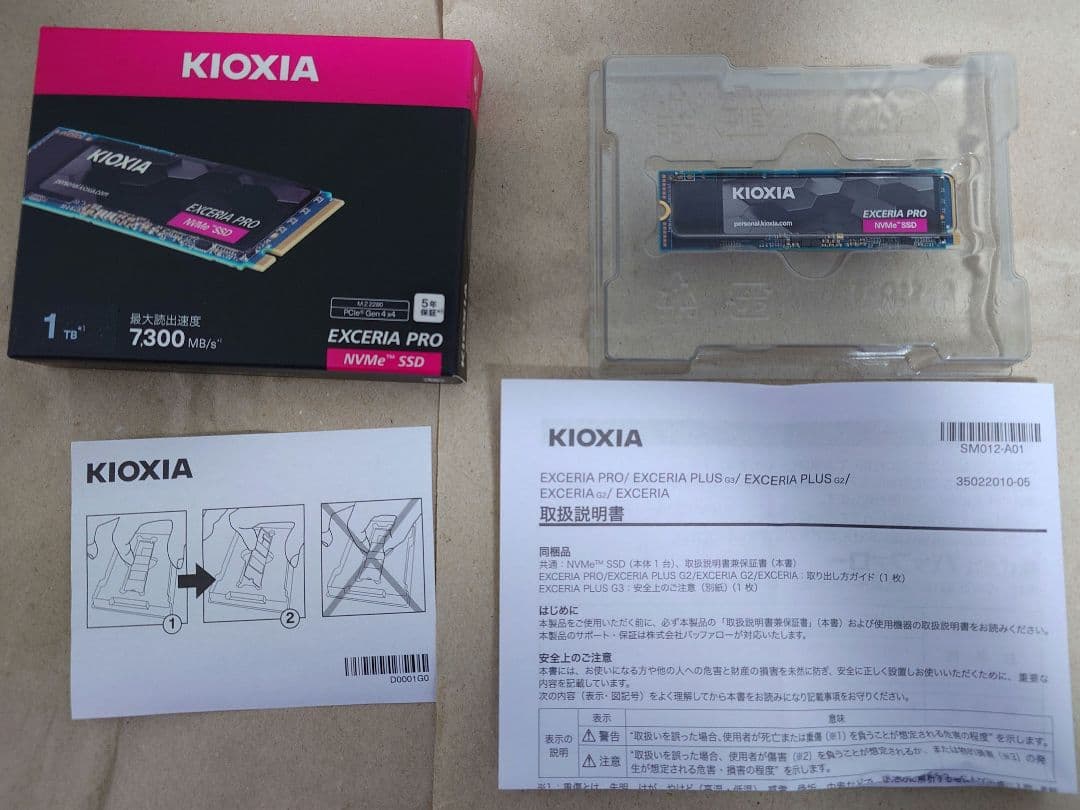 KIOXIA
KIOXIA
personal.kioxia.com
EXCERIA PRO
NVMe™ SSD
M.2 2280
PCIe® Gen 4 x4
5年
保証
1 TB*1
最大読出速度
7,300 MB/s
EXCERIA PRO
NVMe™ SSD
KIOXIA
personal.kioxia.com
EXCERIA PRO
NVMe™ SSD
KIOXIA
1
2
D0001G0
KIOXIA
SM012-A01
EXCERIA PRO/ EXCERIA PLUS G3/ EXCERIA PLUS G2/
EXCERIA G2/ EXCERIA
35022010-05
取扱説明書
同梱品
共通：NVMe™ SSD（本体1台）、取扱説明書兼保証書（本書）
EXCERIA PRO/EXCERIA PLUS G2/EXCERIA G2/EXCERIA：取り出し方ガイド（1枚）
EXCERIA PLUS G3：安全上のご注意（別紙）（1枚）
はじめに
本製品をご使用いただく前に、必ず本製品の「取扱説明書兼保証書」（本書）および使用機器の取扱説明書をお読みください。
本製品のサポート・保証は株式会社バッファローが対応いたします。
安全上のご注意
本書には、お使いになる方や他の人への危害と財産の損害を未然に防ぎ、安全に正しく設置しお使いいただくために、重要な
内容を記載しています。
次の内容（表示・図記号）をよく理解してから本書をお読みになり記載事項をお守りください。
表示の説明
表示
意味
警告
"取扱いを誤った場合、使用者が死亡または重傷（※1）を負うことが想定される危害の程度"を示します。
注意
"取扱いを誤った場合、使用者が傷害（※2）を負うことが想定されるか、または物的損害（※3）の発
生が想定される危害・損害の程度"を示します。